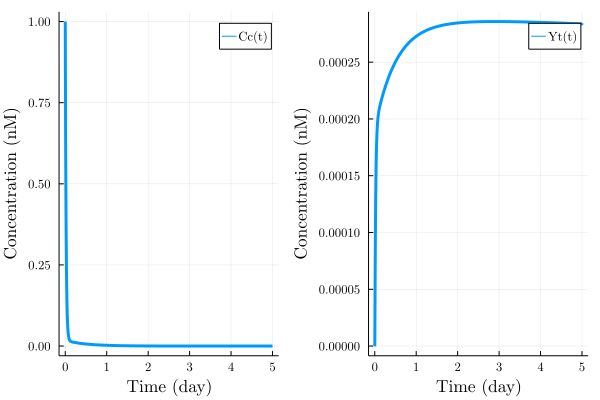 Concentration (nM)
1.00
0.75
0.50
0.25
0.00
Cc(t)
0 1 2 3 4 5
Time (day)
Concentration (nM)
0.00025
0.00020
0.00015
0.00010
0.00005
0.00000
Yt(t)
0 1 2 3 4 5
Time (day)